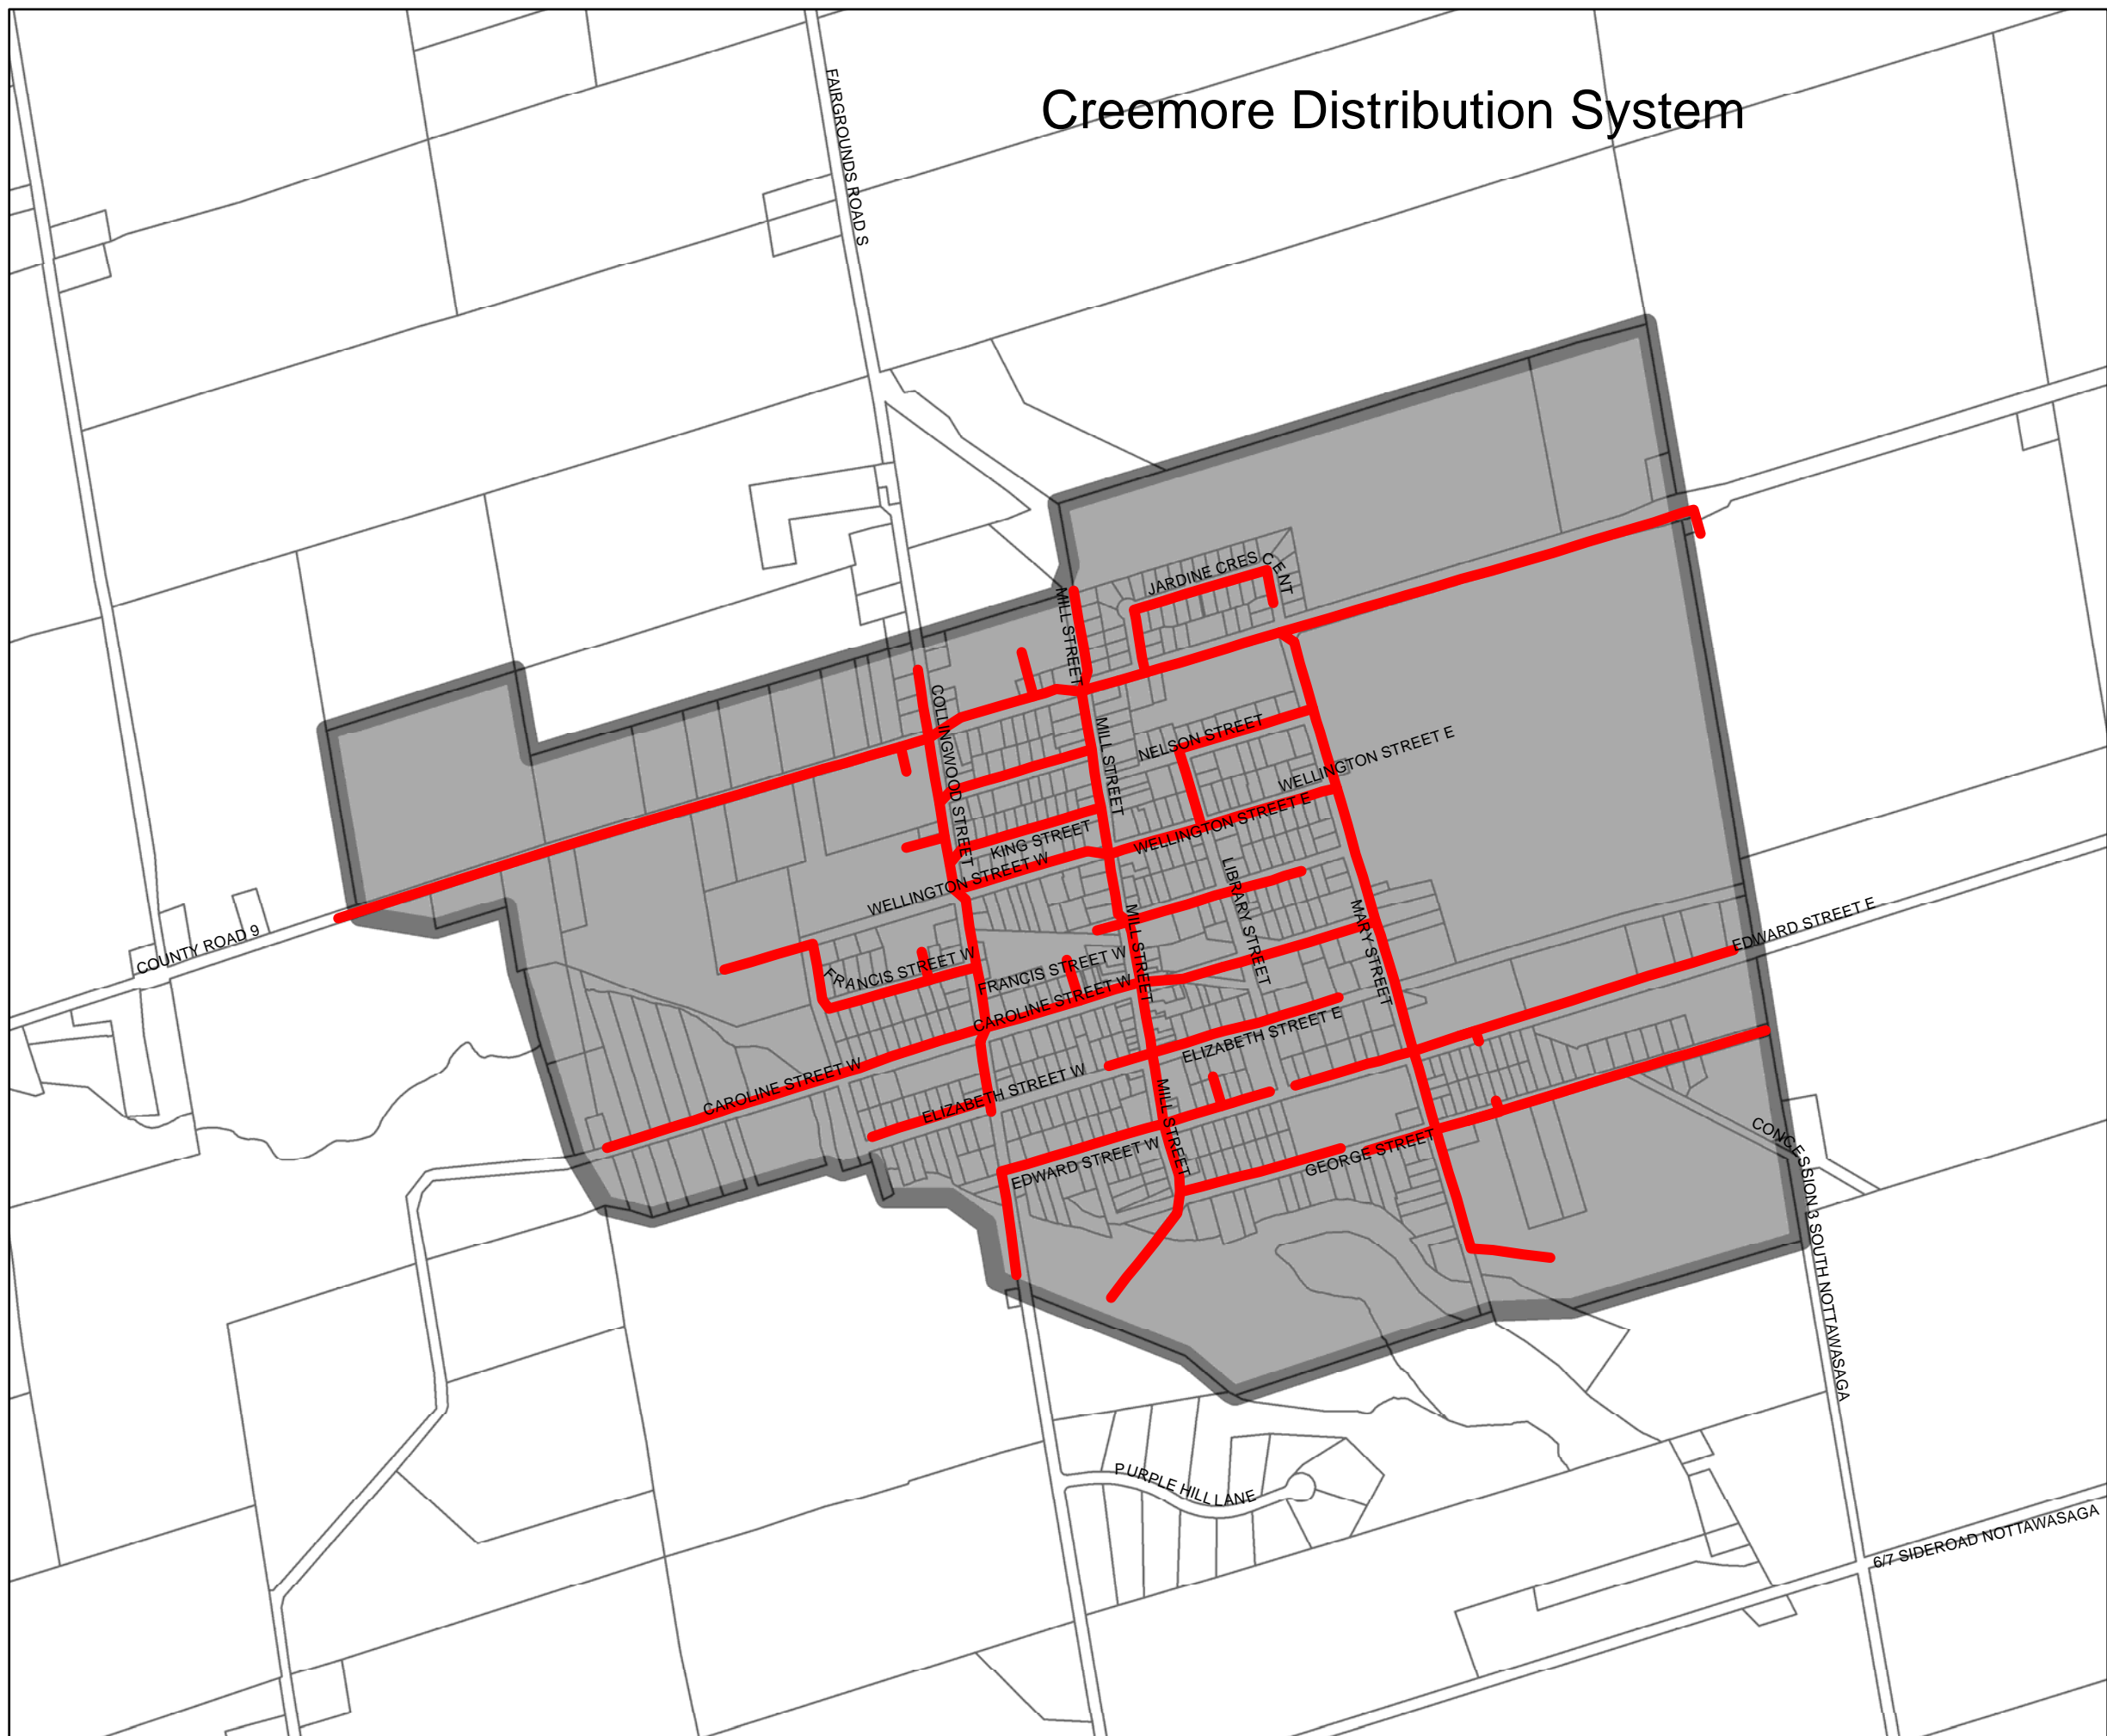 Creemore Distribution System
FAIRGROUNDS ROAD S
JARDINE CRESCENT
MILL STREET
COLLINGWOOD STREET
MILL STREET
NELSON STREET
WELLINGTON STREET E
WELLINGTON STREET E
KING STREET
WELLINGTON STREET W
LIBRARY STREET
MARY STREET
MILL STREET
EDWARD STREET E
COUNTY ROAD 9
FRANCIS STREET W
FRANCIS STREET W
CAROLINE STREET W
ELIZABETH STREET E
CAROLINE STREET W
ELIZABETH STREET W
MILL STREET
EDWARD STREET W
GEORGE STREET
CONCESSION 3 SOUTH NOTTAWASAGA
PURPLE HILL LANE
6/7 SIDEROAD NOTTAWASAGA